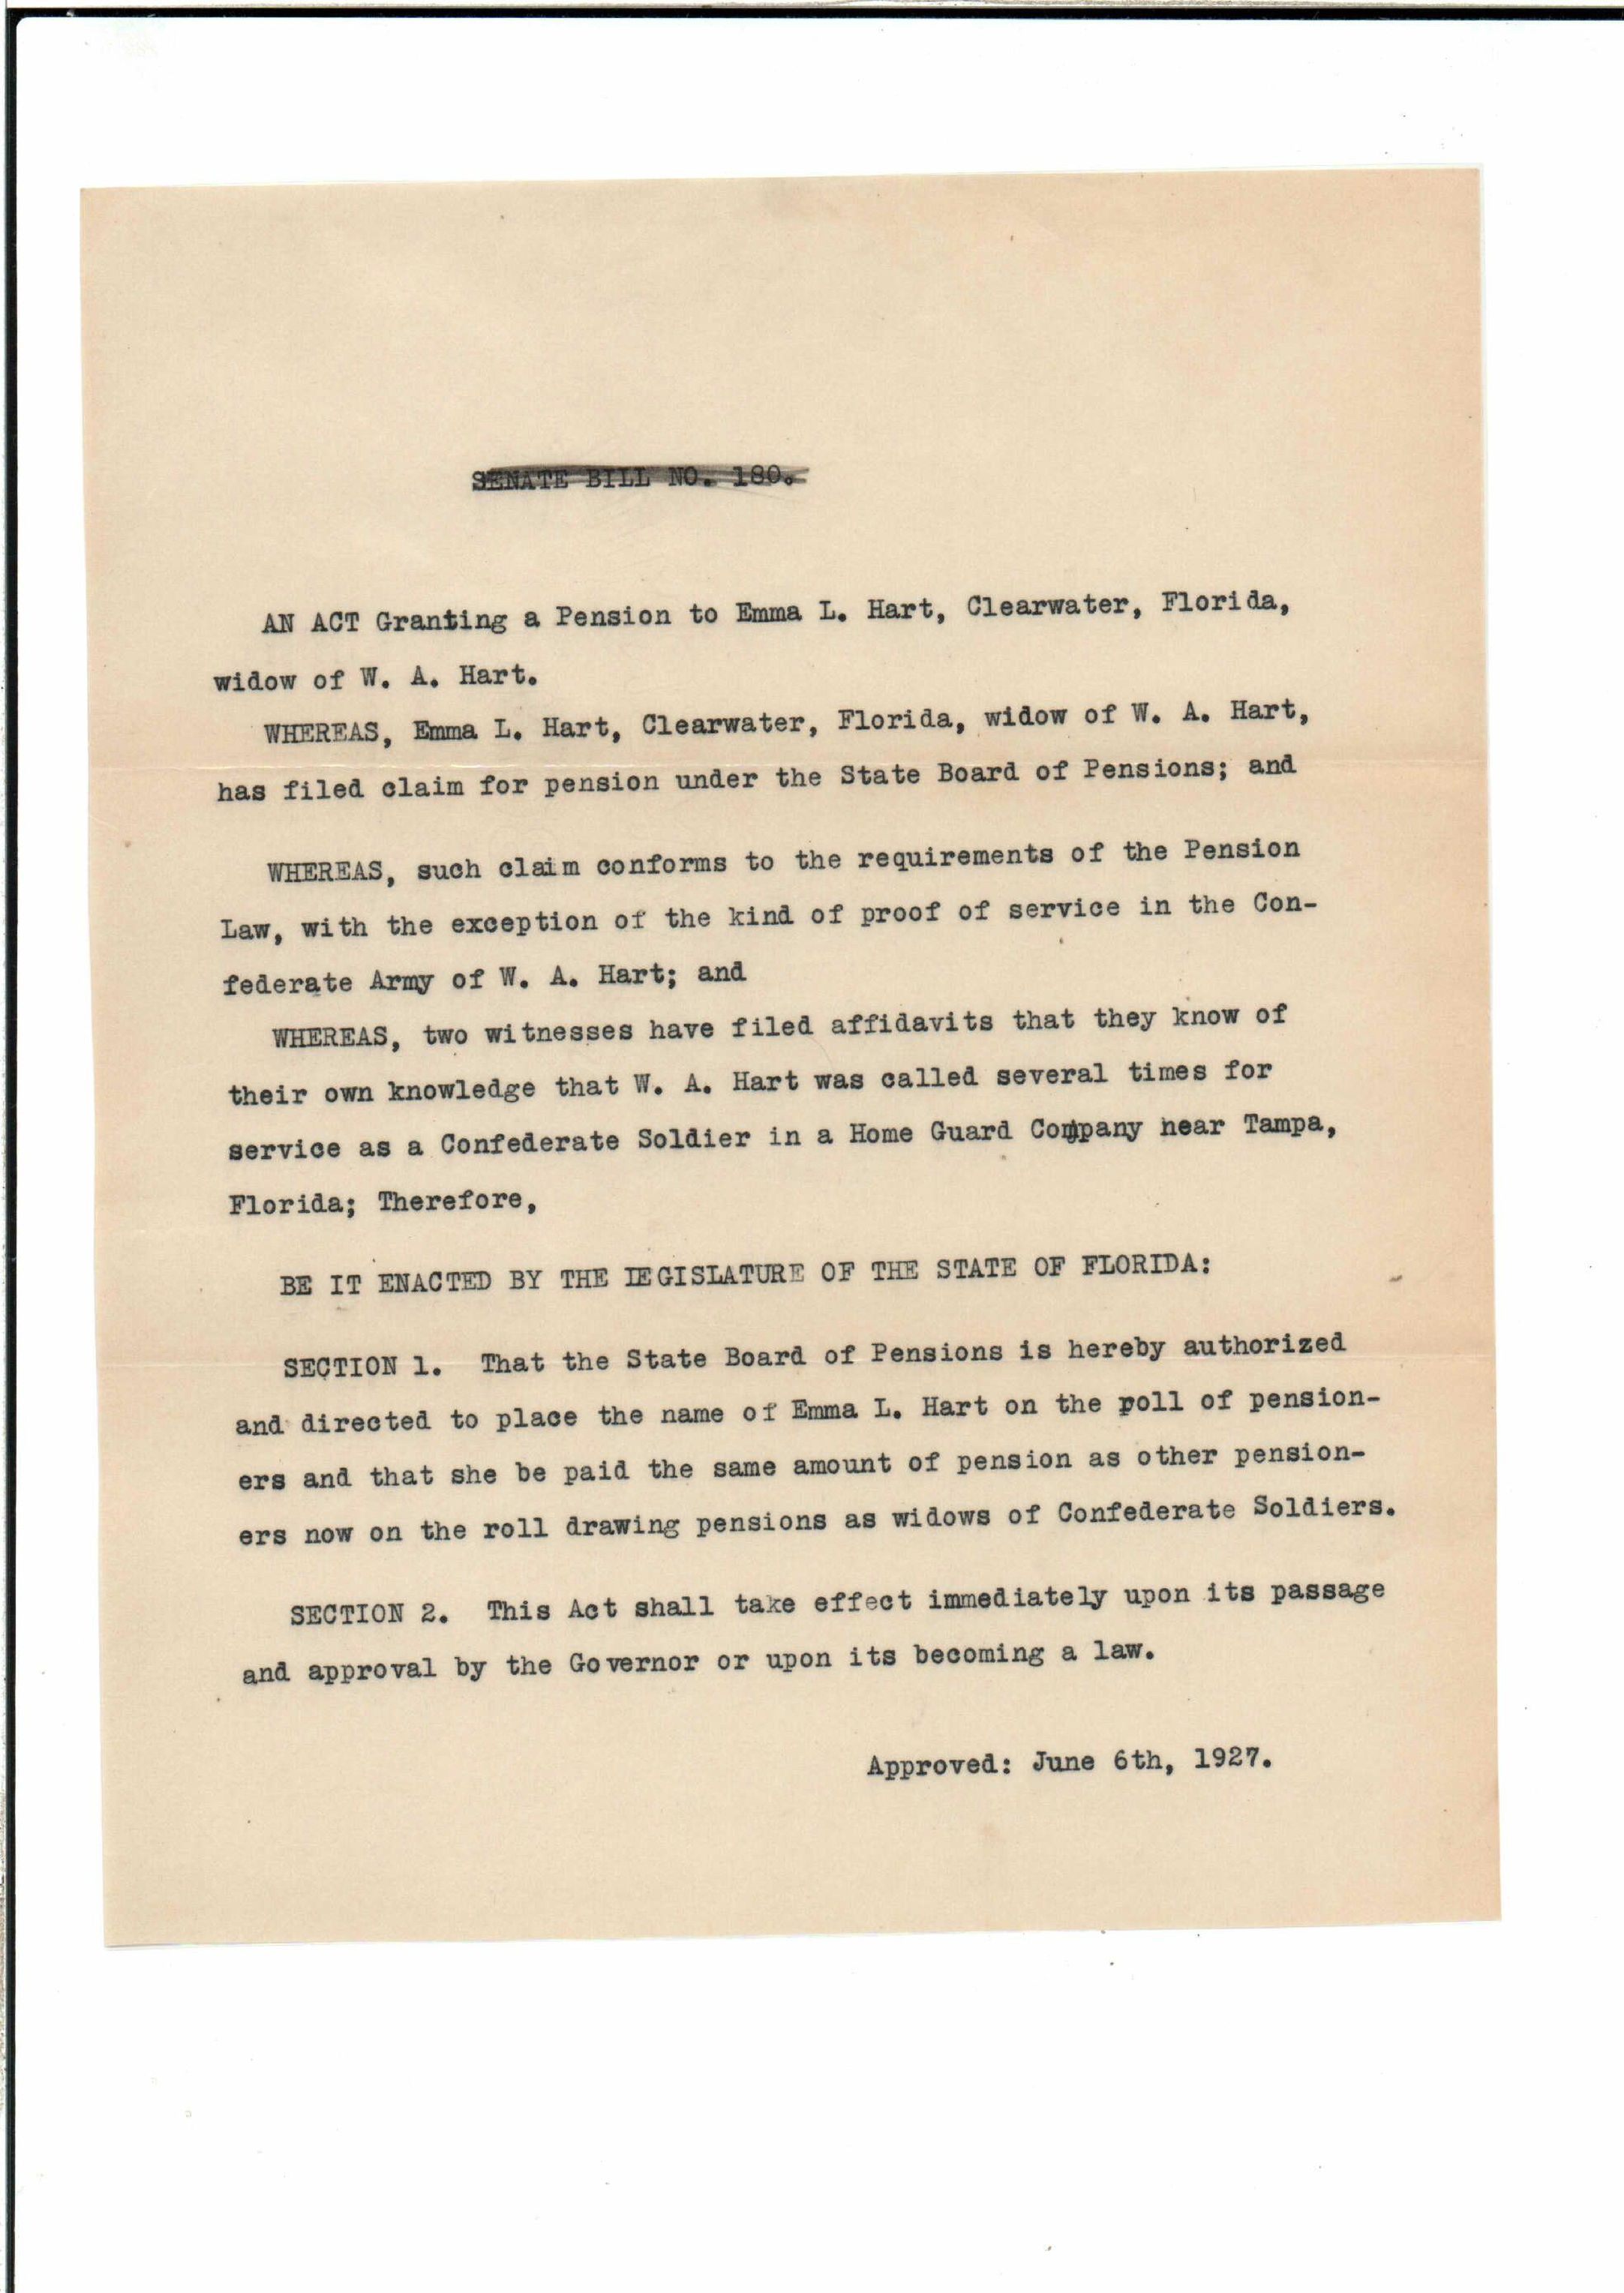 SENATE BILL NO. 180.
AN ACT Granting a Pension to Emma L. Hart, Clearwater, Florida,
widow of W. A. Hart.
WHEREAS, Emma L. Hart, Clearwater, Florida, widow of W. A. Hart,
has filed claim for pension under the State Board of Pensions; and
WHEREAS, such claim conforms to the requirements of the Pension
Law, with the exception of the kind of proof of service in the Con-
federate Army of W. A. Hart; and
WHEREAS, two witnesses have filed affidavits that they know of
their own knowledge that W. A. Hart was called several times for
service as a Confederate Soldier in a Home Guard Company near Tampa,
Florida; Therefore,
BE IT ENACTED BY THE LEGISLATURE OF THE STATE OF FLORIDA:
SECTION 1. That the State Board of Pensions is hereby authorized
and directed to place the name of Emma L. Hart on the roll of pension-
ers and that she be paid the same amount of pension as other pension-
ers now on the roll drawing pensions as widows of Confederate Soldiers.
SECTION 2. This Act shall take effect immediately upon its passage
and approval by the Governor or upon its becoming a law.
Approved: June 6th, 1927.